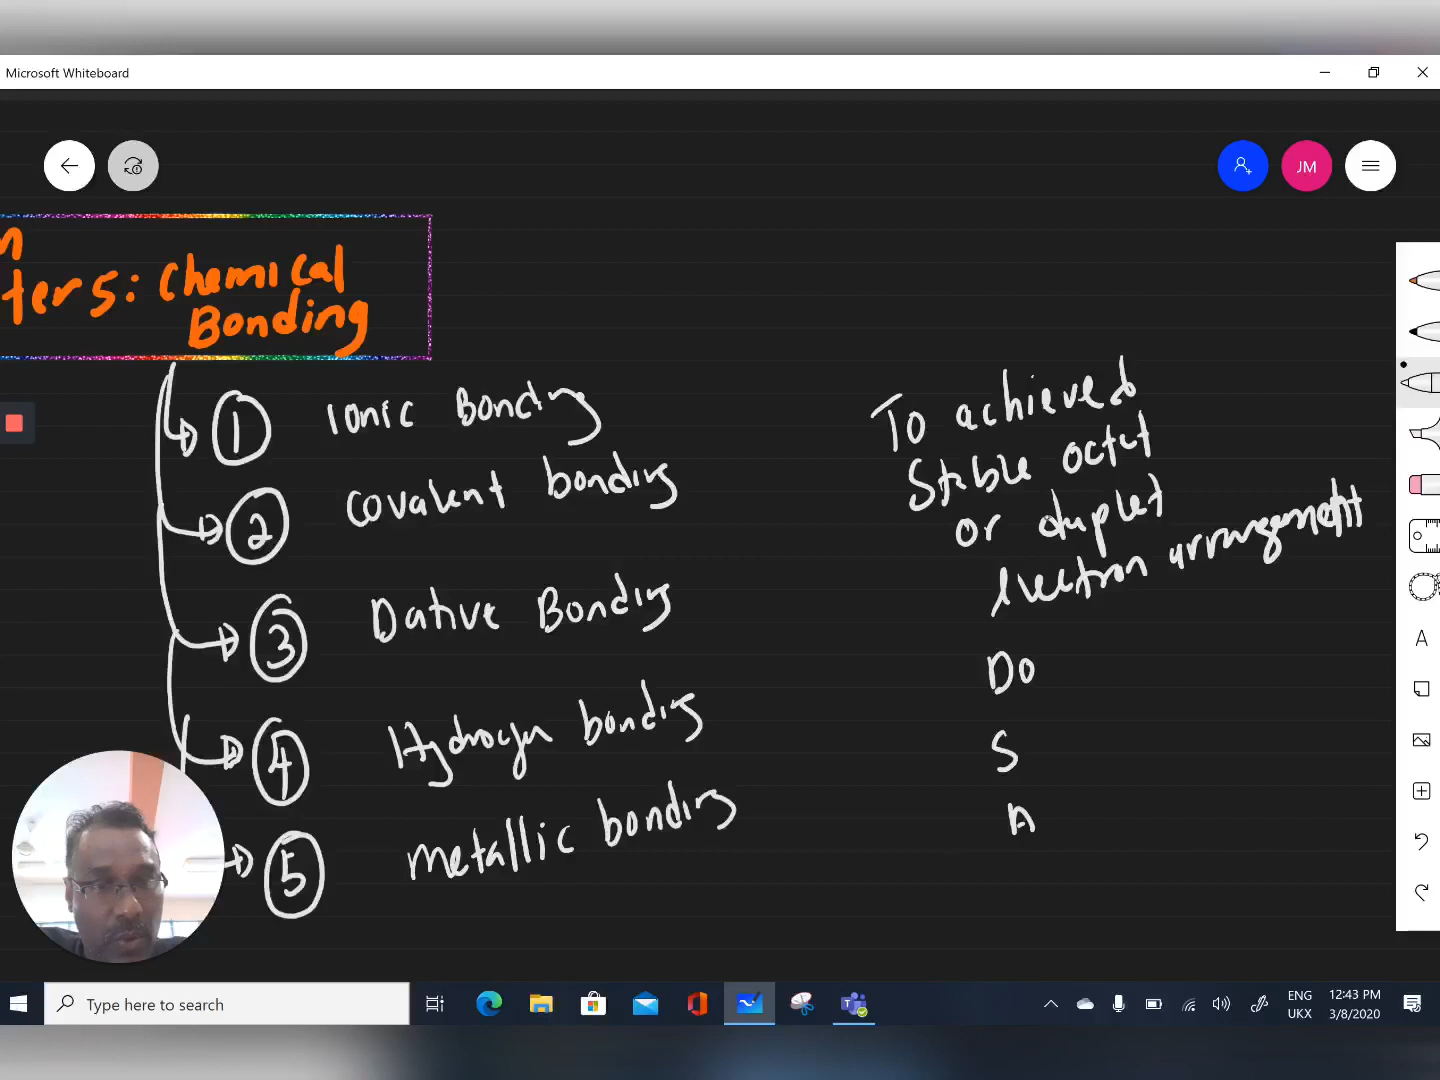 Microsoft Whiteboard
JM
n
ter 5: Chemical
Bonding
1 Ionic Bonding
2 Covalent bonding
3 Dative Bonding
4 Hydrogen bonding
5 metallic bonding
To achieved
Stable octet
or duplet
electron arrangement
DO
S
A
A
Type here to search
ENG
UKX
12:43 PM
3/8/2020